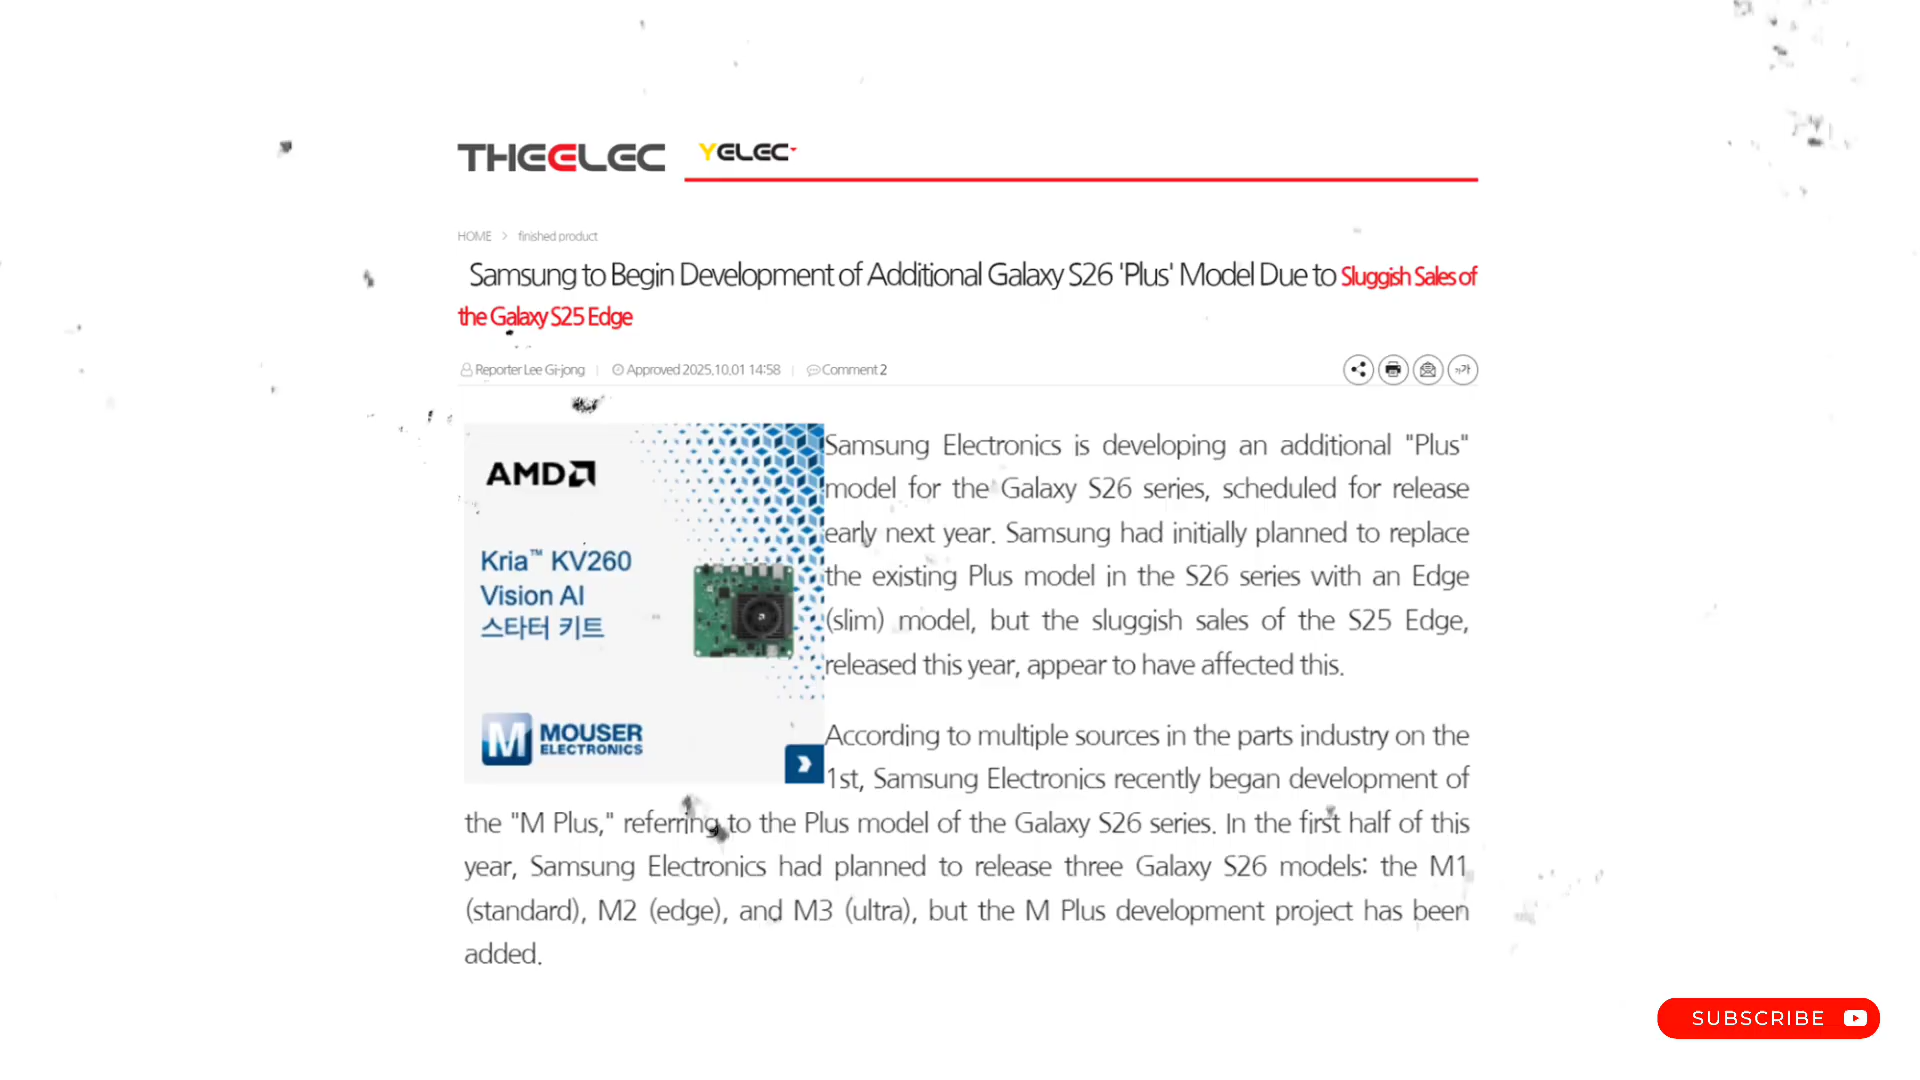 THEELEC YELEC
HOME > finished product
Samsung to Begin Development of Additional Galaxy S26 'Plus' Model Due to Sluggish Sales of
the Galaxy S25 Edge
Reporter Lee Gi-jong | Approved 2025.10.01 14:58 | Comment 2
가가
AMD
Kria™ KV260
Vision AI
스타터 키트
M MOUSER
ELECTRONICS
Samsung Electronics is developing an additional "Plus"
model for the Galaxy S26 series, scheduled for release
early next year. Samsung had initially planned to replace
the existing Plus model in the S26 series with an Edge
(slim) model, but the sluggish sales of the S25 Edge,
released this year, appear to have affected this.
According to multiple sources in the parts industry on the
1st, Samsung Electronics recently began development of
the "M Plus," referring to the Plus model of the Galaxy S26 series. In the first half of this
year, Samsung Electronics had planned to release three Galaxy S26 models: the M1
(standard), M2 (edge), and M3 (ultra), but the M Plus development project has been
added.
SUBSCRIBE